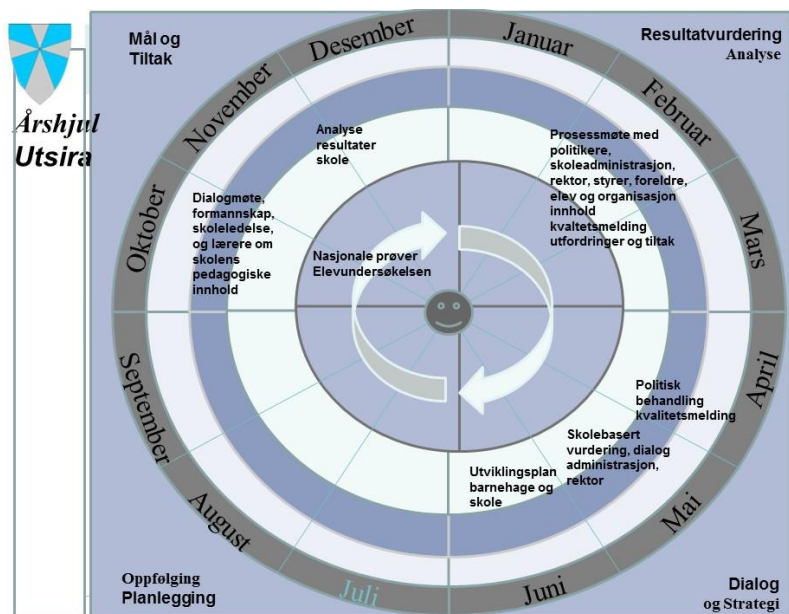 Mål og
Tiltak
Resultatvurdering
Analyse
Årshjul
Utsira
Januar
Februar
Mars
April
Mai
Juni
Juli
August
September
Oktober
November
Desember
Analyse
resultater
skole
Prosessmøte med
politikere,
skoleadministrasjon,
rektor, styrer, foreldre,
elev og organisasjon
innhold
kvaltetsmelding
utfordringer og tiltak
Dialogmøte,
formannskap,
skoleledelse,
og lærere om
skolens
pedagogiske
innhold
Nasjonale prøver
Elevundersøkelsen
Politisk
behandling
kvalitetsmelding
Skolebasert
vurdering, dialog
administrasjon,
rektor
Utviklingsplan
barnehage og
skole
Oppfølging
Planlegging
Dialog
og Strategi